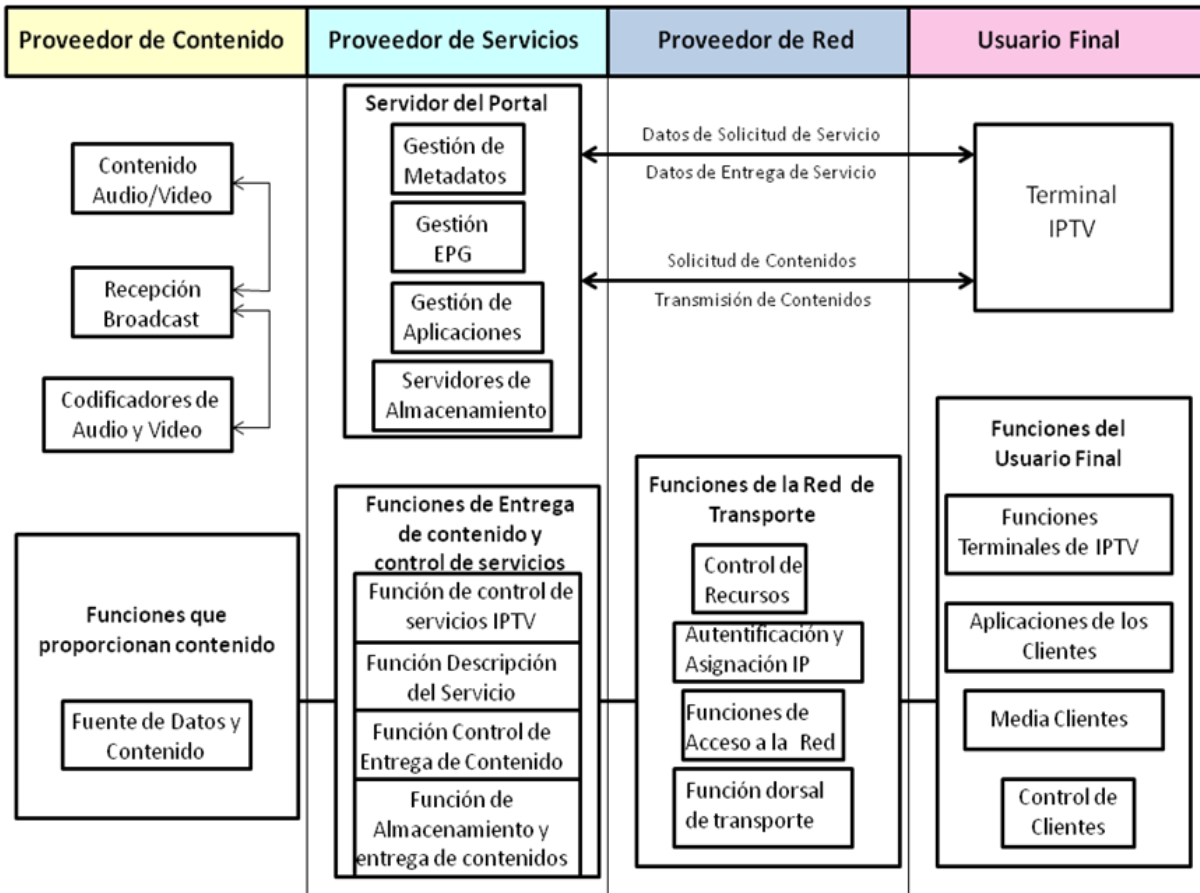 Proveedor de Contenido
Proveedor de Servicios
Proveedor de Red
Usuario Final
Contenido
Audio/Video
Recepción
Broadcast
Codificadores de
Audio y Video
Servidor del Portal
Gestión de
Metadatos
Gestión
EPG
Gestión de
Aplicaciones
Servidores de
Almacenamiento
Datos de Solicitud de Servicio
Datos de Entrega de Servicio
Solicitud de Contenidos
Transmisión de Contenidos
Terminal
IPTV
Funciones que
proporcionan contenido
Fuente de Datos y
Contenido
Funciones de Entrega
de contenido y
control de servicios
Función de control de
servicios IPTV
Función Descripción
del Servicio
Función Control de
Entrega de Contenido
Función de
Almacenamiento y
entrega de contenidos
Funciones de la Red de
Transporte
Control de
Recursos
Autentificación y
Asignación IP
Funciones de
Acceso a la Red
Función dorsal
de transporte
Funciones del
Usuario Final
Funciones
Terminales de IPTV
Aplicaciones de los
Clientes
Media Clientes
Control de
Clientes